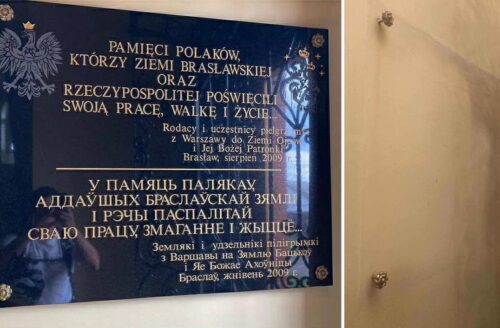 PAMIĘCI POLAKÓW,
KTÓRZY ZIEMI BRASŁAWSKIEJ
ORAZ
RZECZYPOSPOLITEJ POŚWIĘCILI
SWOJĄ PRACĘ, WALKĘ I ŻYCIE...
Rodacy i uczestnicy pielgrzymki
z Warszawy do Ziemi Ojców
i Jej Bożej Patronki
Brasław, sierpień 2009 r.
У ПАМЯЦЬ ПАЛЯКАЎ,
АДДАЎШЫХ БРАСЛАЎСКАЙ ЗЯМЛІ
І РЭЧЫ ПАСПАЛІТАЙ
СВАЮ ПРАЦУ, ЗМАГАННЕ І ЖЫЦЦЁ...
Землякі і удзельнікі пілігрымкі
з Варшавы на Зямлю Бацькоў
і Яе Божае Ахоўніцы
Браслаў, жнівень 2009 г.